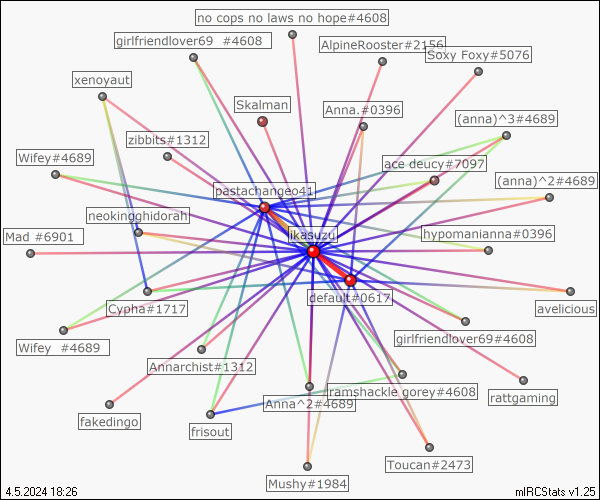 no cops no laws no hope#4608
girlfriendlover69 #4608
AlpineRooster#2156
Soxy Foxy#5076
xenoyaut
Skalman
Anna.#0396
(anna)^3#4689
zibbits#1312
Wifey#4689
ace deucy#7097
(anna)^2#4689
pastachangeo41
neokingghidorah
Mad #6901
ikasuzu
hypomanianna#0396
default#0617
Cypha#1717
avelicious
girlfriendlover69#4608
Wifey #4689
Annarchist#1312
ramshackle gorey#4608
rattgaming
Anna^2#4689
fakedingo
frisout
Toucan#2473
Mushy#1984
4.5.2024 18:26
mIRCStats v1.25